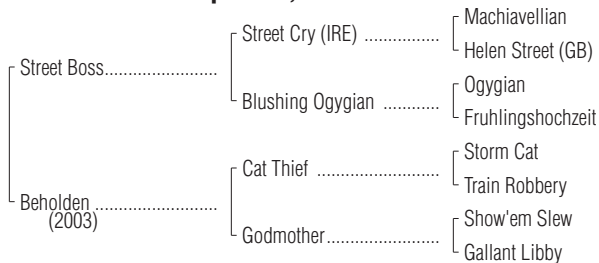 Machiavellian
Street Cry (IRE) ................
Helen Street (GB)
Street Boss........................
Ogygian
Blushing Ogygian ............
Fruhlingshochzeit
Storm Cat
Cat Thief ..........................
Train Robbery
Beholden ..........................
(2003)
Show'em Slew
Godmother........................
Gallant Libby